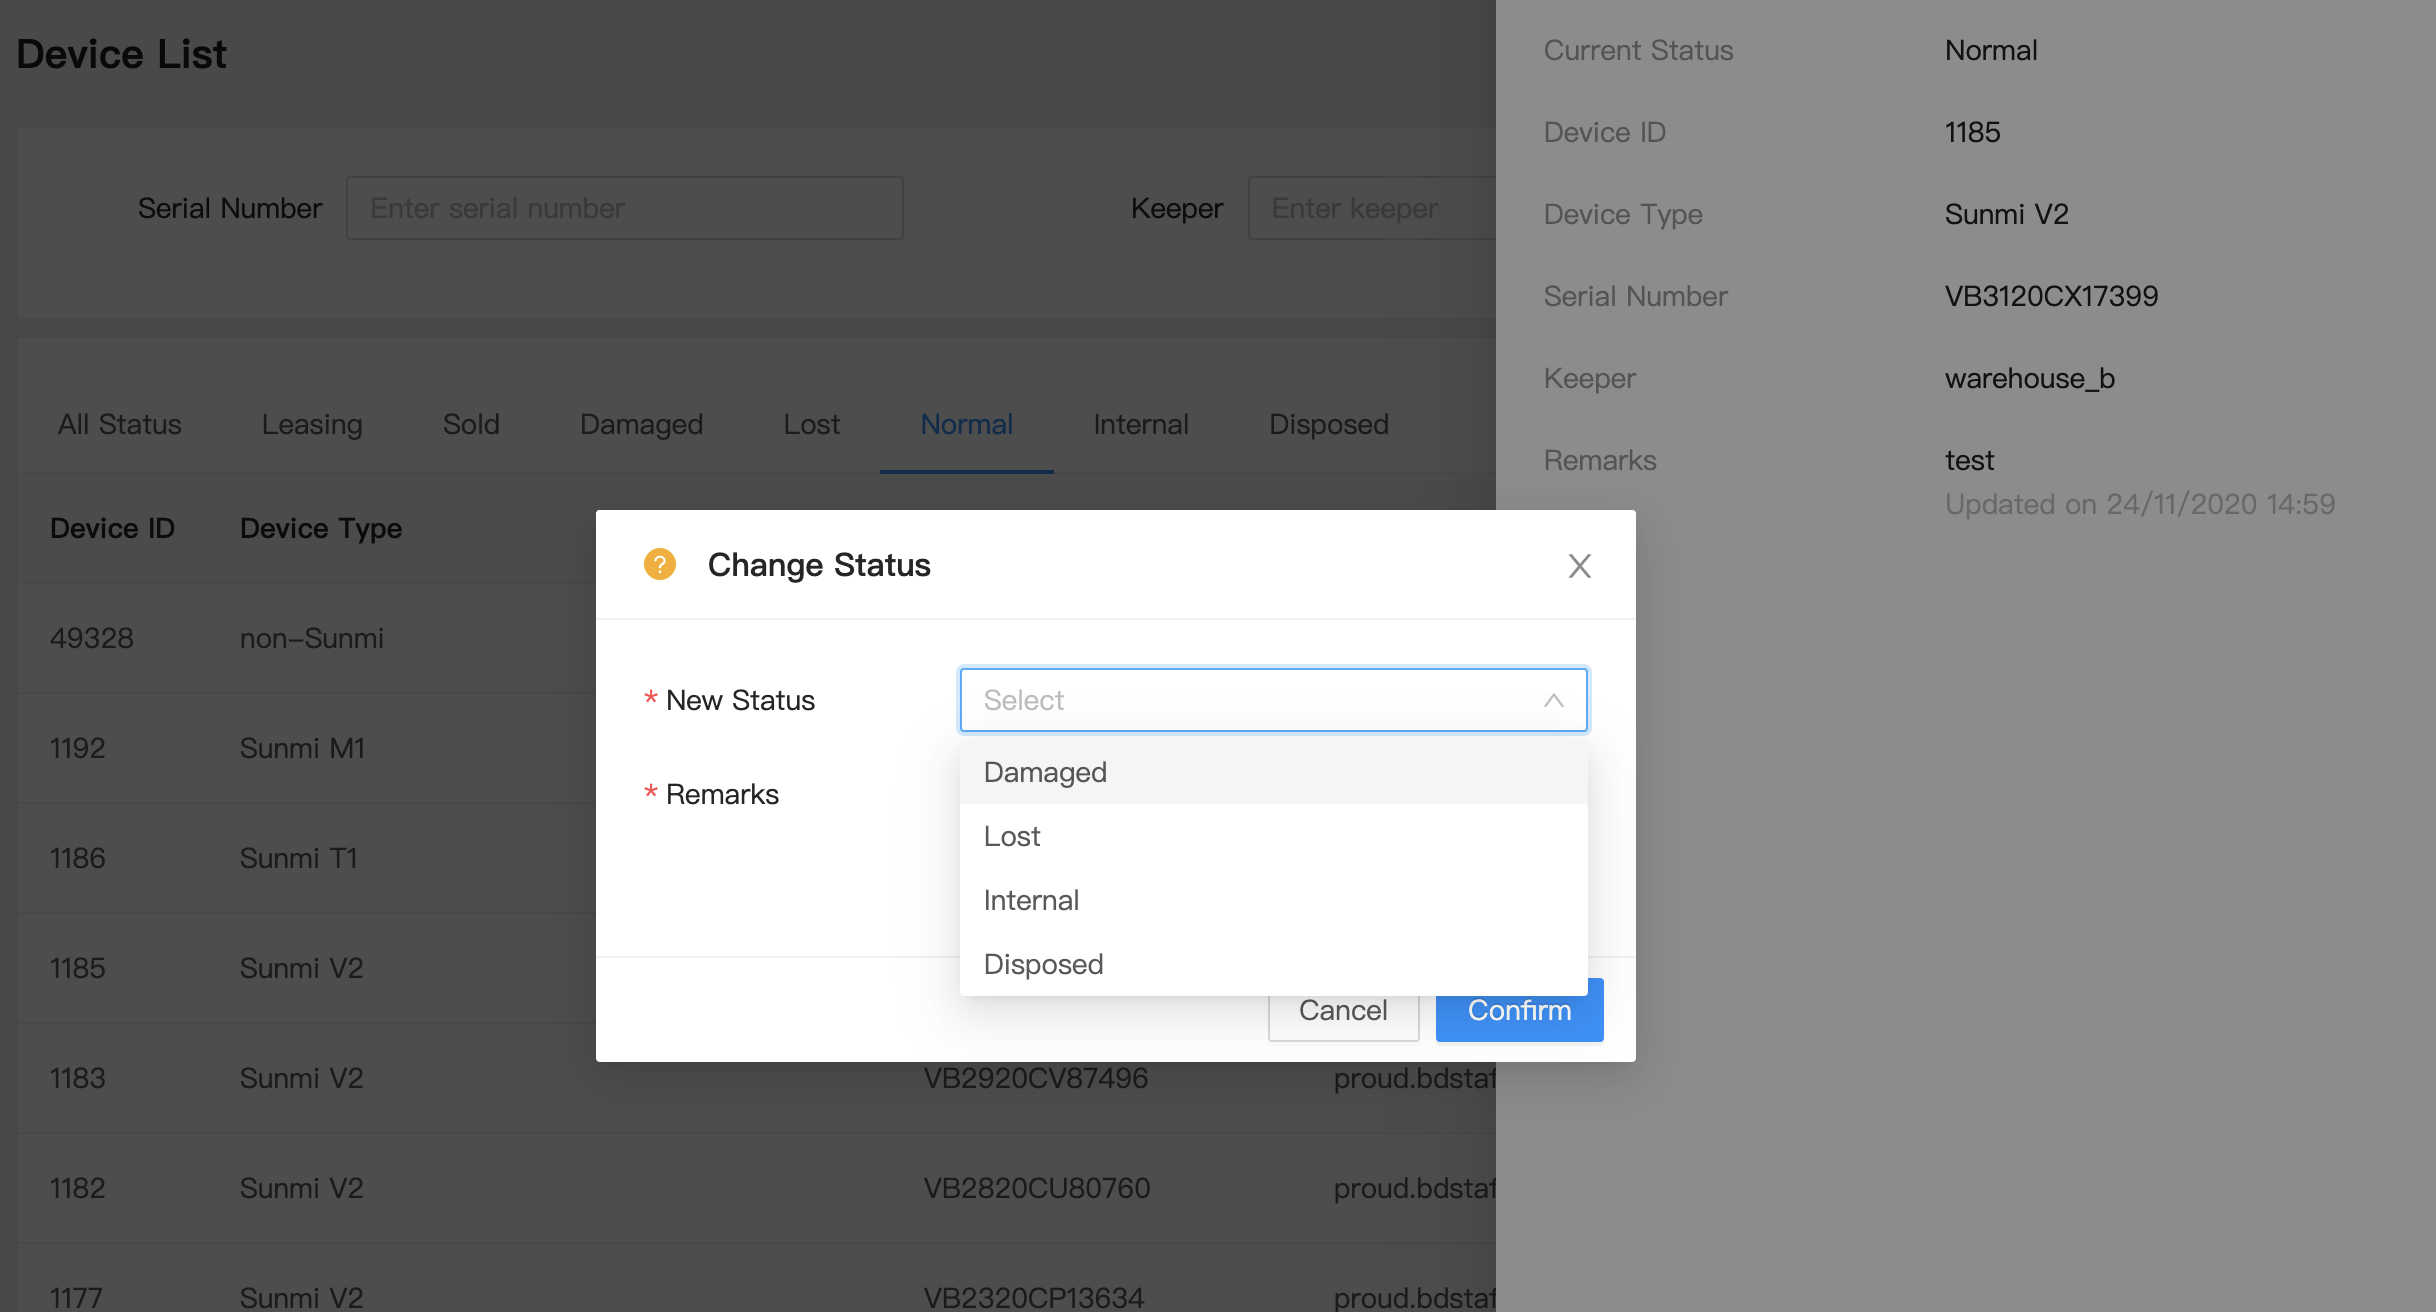 Device List
Serial Number Enter serial number Keeper Enter keeper
All Status Leasing Sold Damaged Lost Normal Internal Disposed
Device ID Device Type
49328 non-Sunmi
1192 Sunmi M1
1186 Sunmi T1
1185 Sunmi V2
1183 Sunmi V2 VB2920CV87496 proud.bdstaf
1182 Sunmi V2 VB2820CU80760 proud.bdstaf
1177 Sunmi V2 VB2320CP13634 proud.bdstaf
Current Status Normal
Device ID 1185
Device Type Sunmi V2
Serial Number VB3120CX17399
Keeper warehouse_b
Remarks test
Updated on 24/11/2020 14:59
? Change Status X
* New Status Select
* Remarks
Damaged
Lost
Internal
Disposed
Cancel Confirm